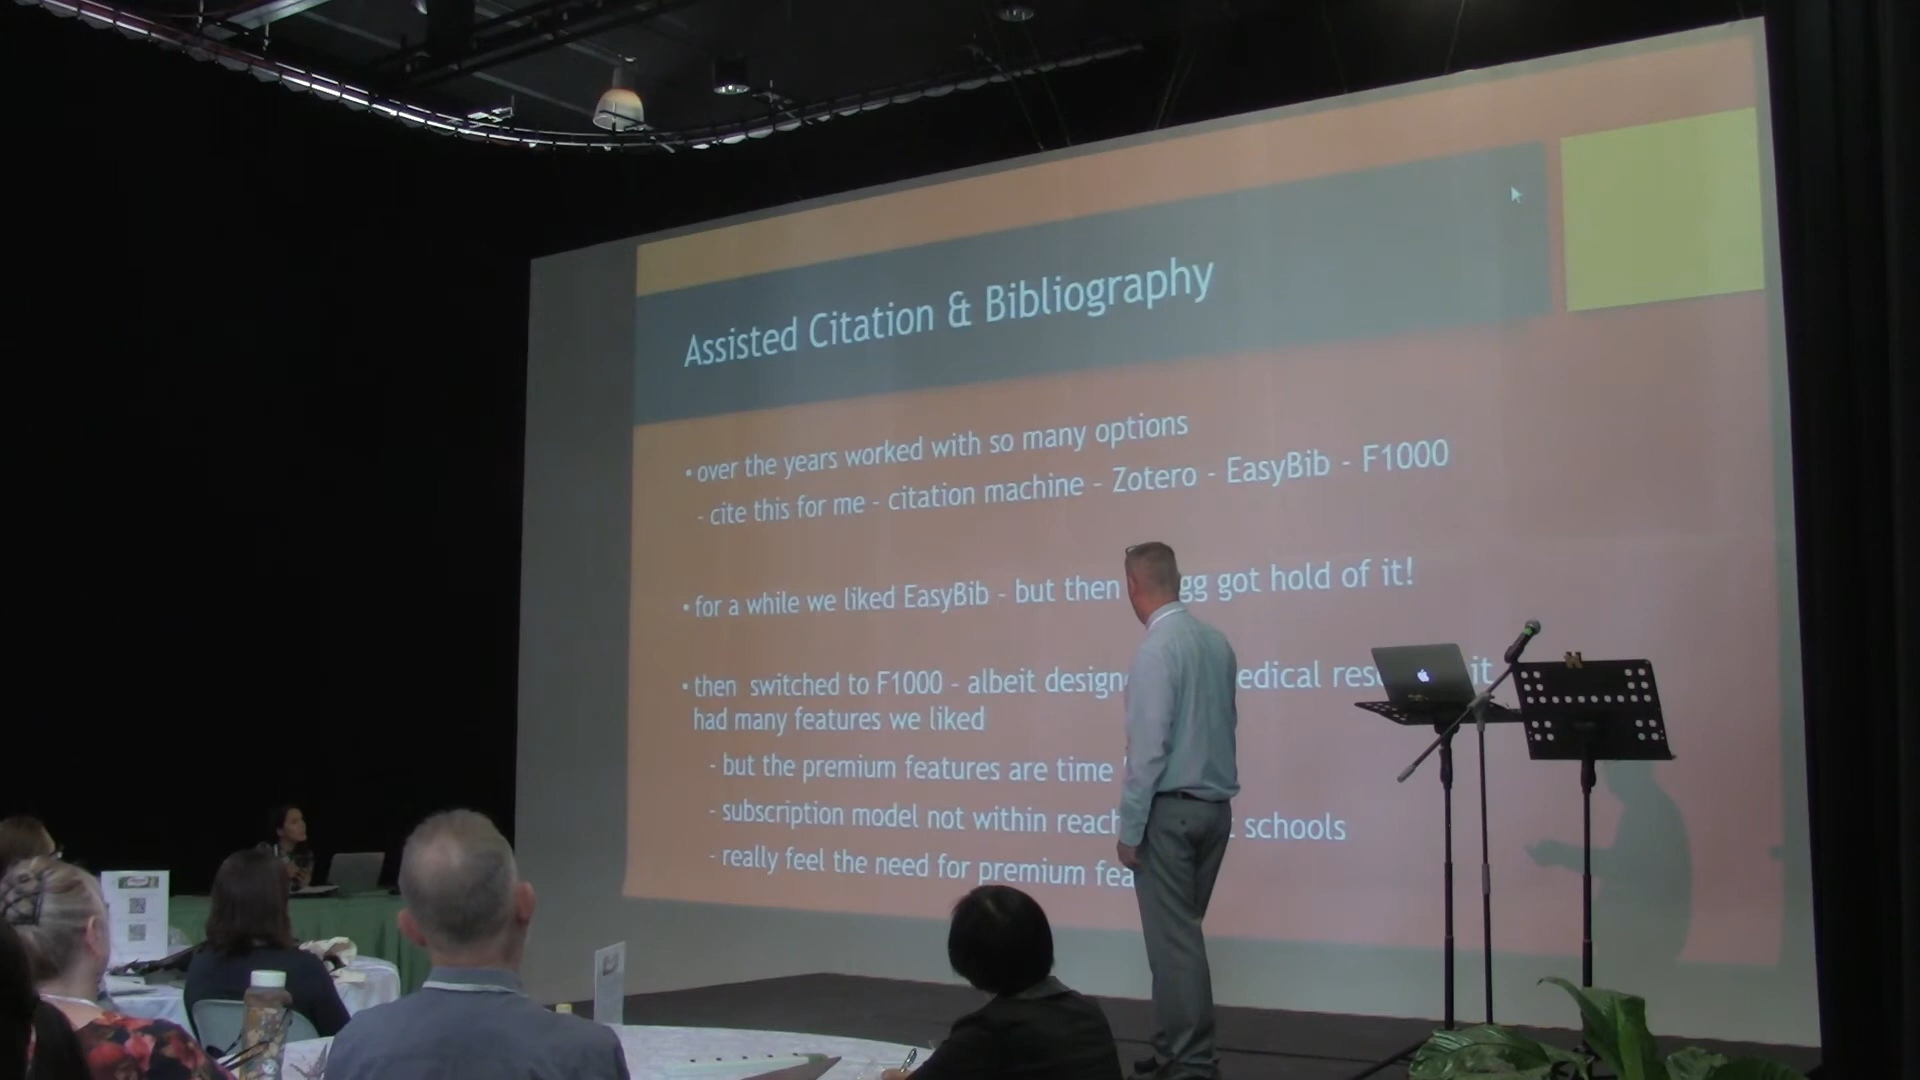 Assisted Citation & Bibliography
• over the years worked with so many options
- cite this for me - citation machine - Zotero - EasyBib - F1000
• for a while we liked EasyBib - but then gg got hold of it!
• then switched to F1000 - albeit design edical res it
had many features we liked
- but the premium features are time
- subscription model not within reach schools
- really feel the need for premium fea